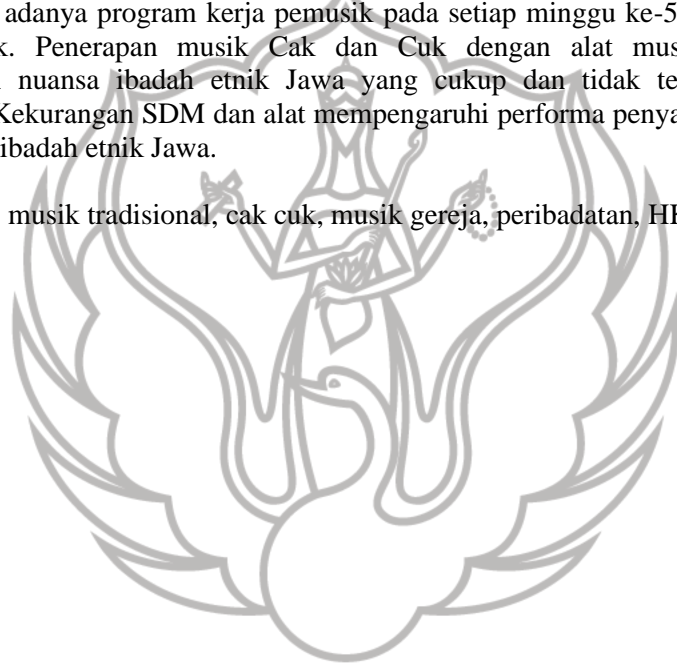 adanya program kerja pemusik pada setiap minggu ke-5
k. Penerapan musik Cak dan Cuk dengan alat mus
nuansa ibadah etnik Jawa yang cukup dan tidak te
Kekurangan SDM dan alat mempengaruhi performa penya
ibadah etnik Jawa.
musik tradisional, cak cuk, musik gereja, peribadatan,